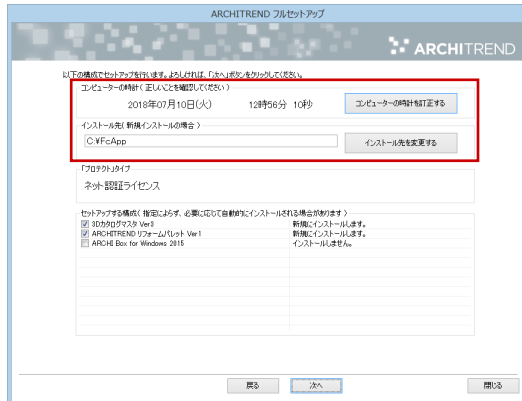 ARCHITREND フルセットアップ
ARCHITREND
以下の構成でセットアップを行います。よろしければ、「次へ」ボタンをクリックしてください。
コンピューターの時計( 正しいことを確認してください )
2018年07月10日(火) 12時56分 10秒 コンピューターの時計を訂正する
インストール先( 新規インストールの場合 )
C:¥FcApp インストール先を変更する
「プロテクト」タイプ
ネット認証ライセンス
セットアップする構成( 指定によらず、必要に応じて自動的にインストールされる場合があります )
3Dカタログマスタ Ver3 新規にインストールします。
ARCHITREND リフォームパレット Ver1 新規にインストールします。
ARCHI Box for Windows 2015 インストールしません。
戻る 次へ 閉じる